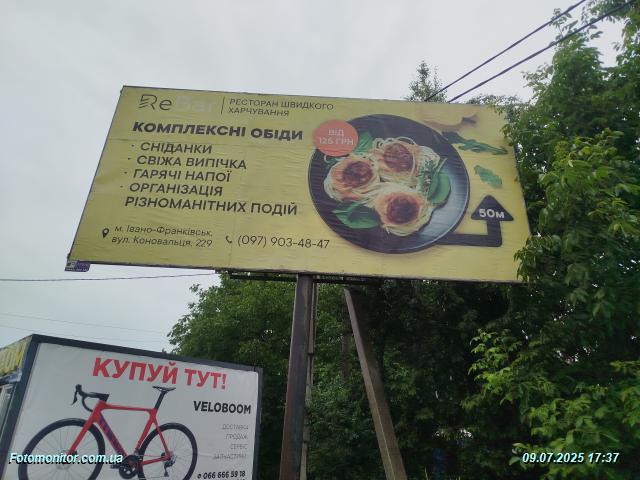 ReBar
РЕСТОРАН ШВИДКОГО
ХАРЧУВАННЯ
КОМПЛЕКСНІ ОБІДИ
ВІД
126 ГРН
· СНІДАНКИ
· СВІЖА ВИПІЧКА
· ГАРЯЧІ НАПОЇ
· ОРГАНІЗАЦІЯ
РІЗНОМАНІТНИХ ПОДІЙ
50м
м. Івано-Франківськ,
вул. Коновальця, 229
(097) 903-48-47
КУПУЙ ТУТ!
VELOBOOM
ДОСТАВКА
ПРОДАЖ
СЕРВІС
ЗАПЧАСТИНИ
066 666 59 18
Fotomonitor.com.ua
09.07.2025 17:37